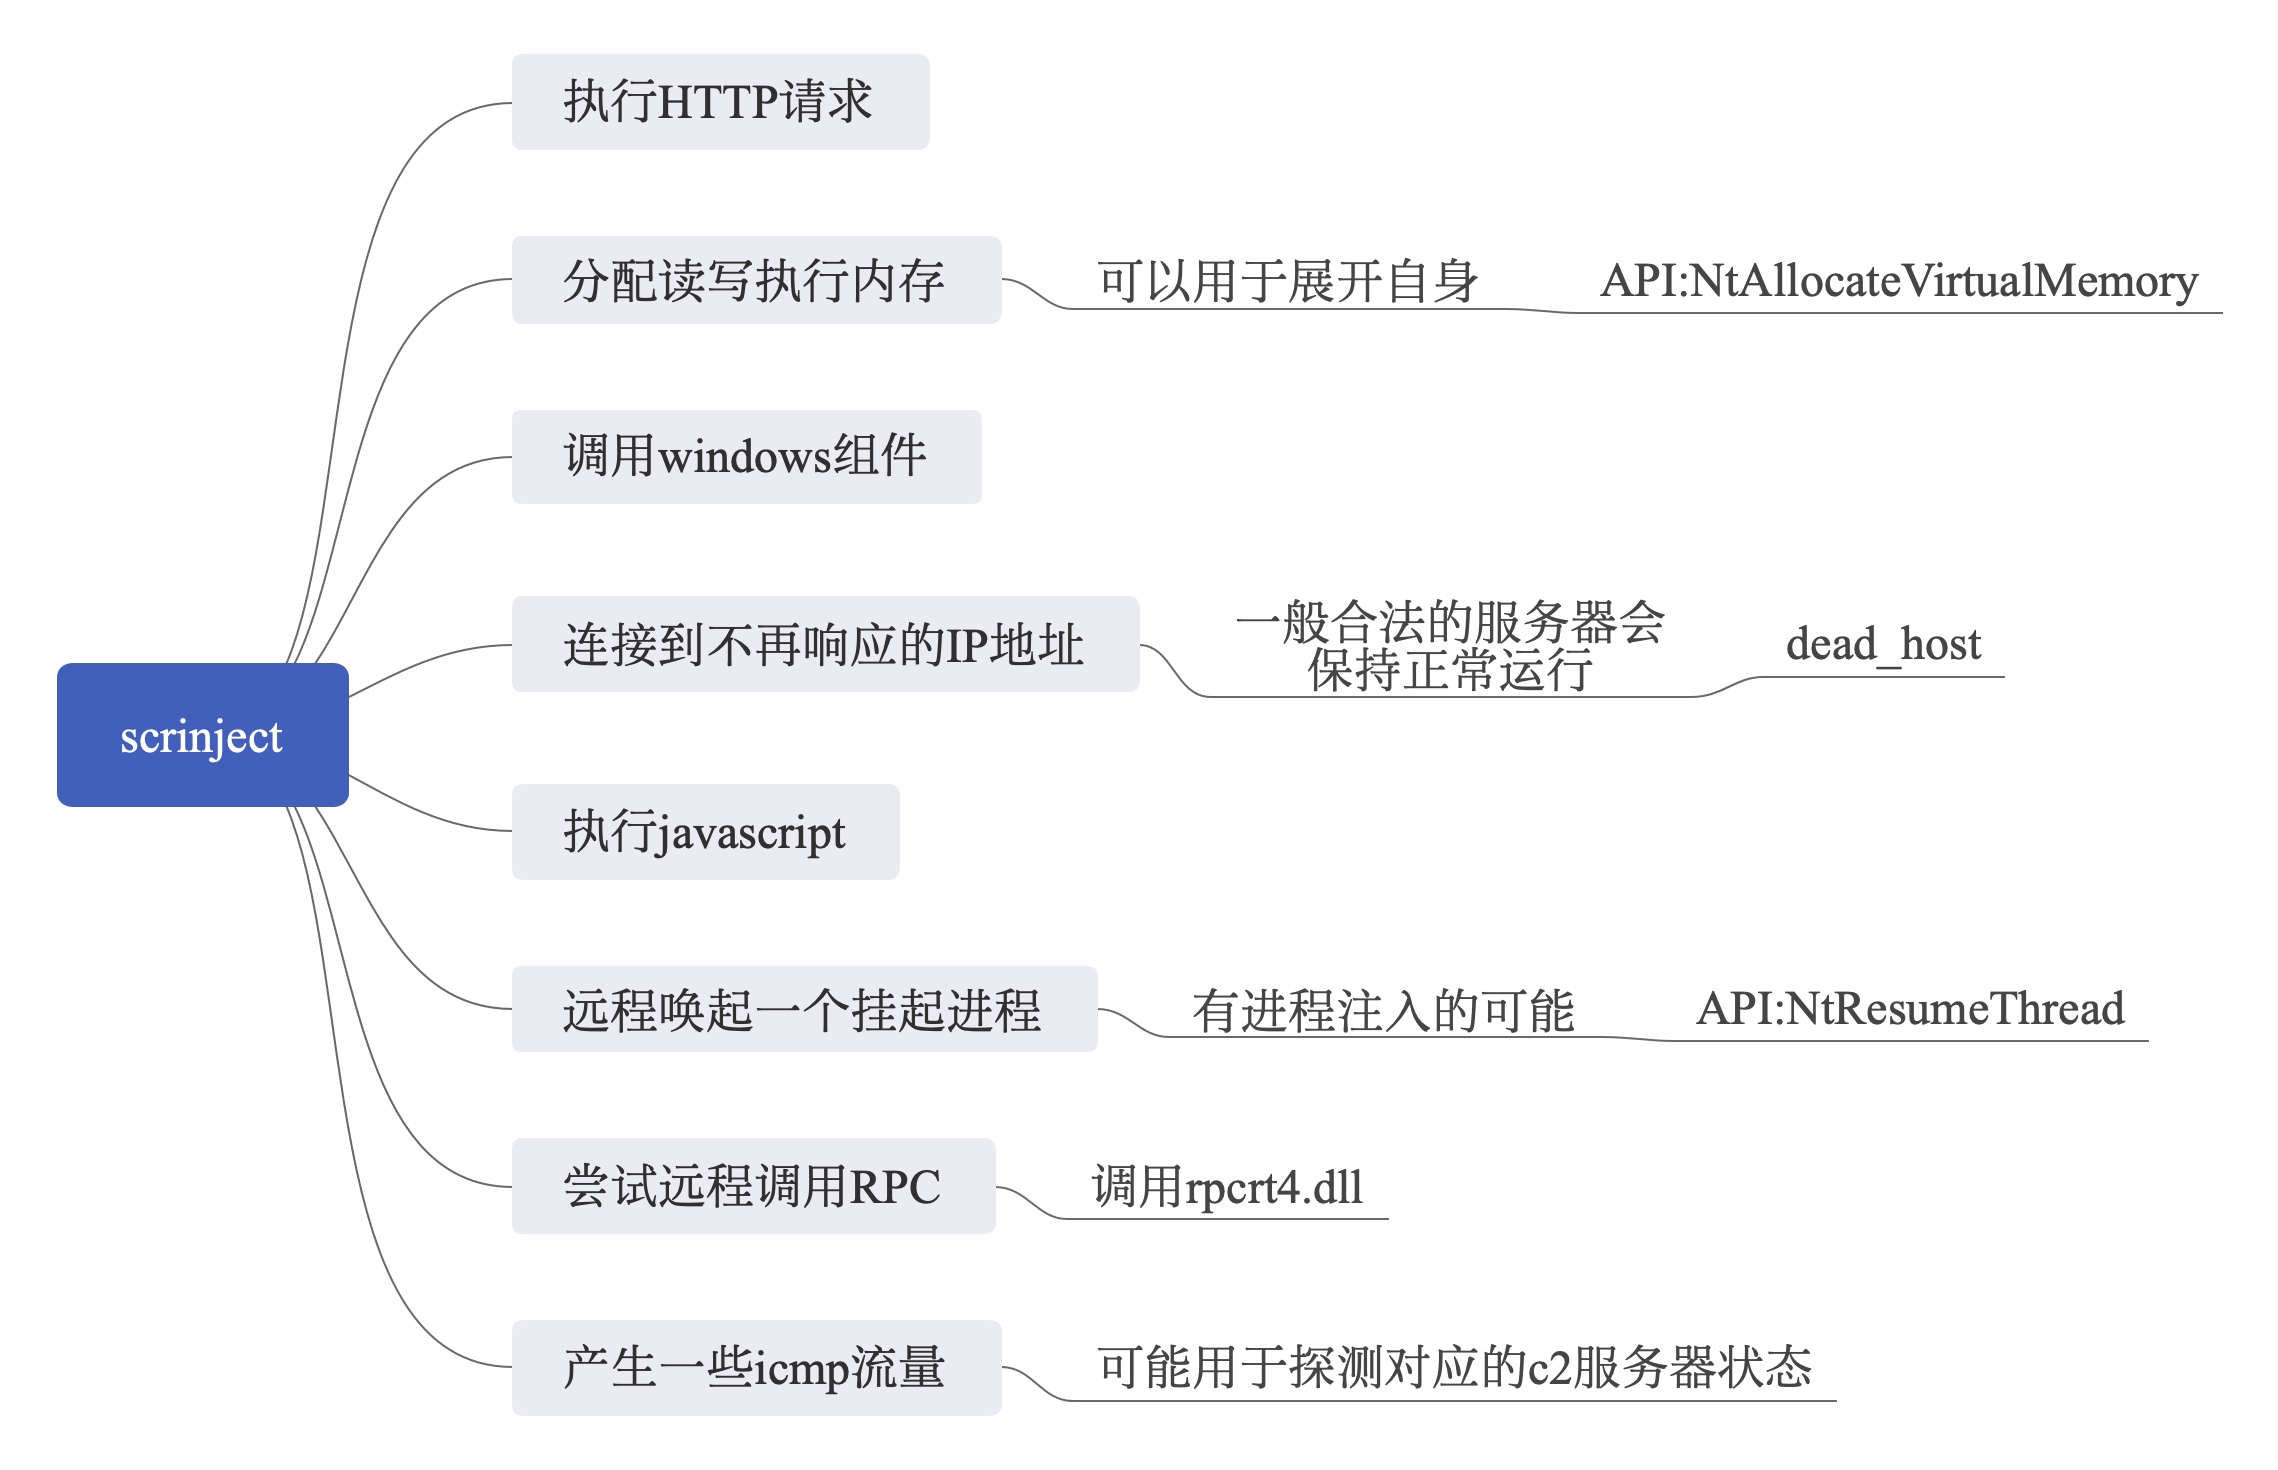 执行HTTP请求
分配读写执行内存
可以用于展开自身
API:NtAllocateVirtualMemory
调用windows组件
连接到不再响应的IP地址
一般合法的服务器会
保持正常运行
dead_host
scrinject
执行javascript
远程唤起一个挂起进程
有进程注入的可能
API:NtResumeThread
尝试远程调用RPC
调用rpcrt4.dll
产生一些icmp流量
可能用于探测对应的c2服务器状态